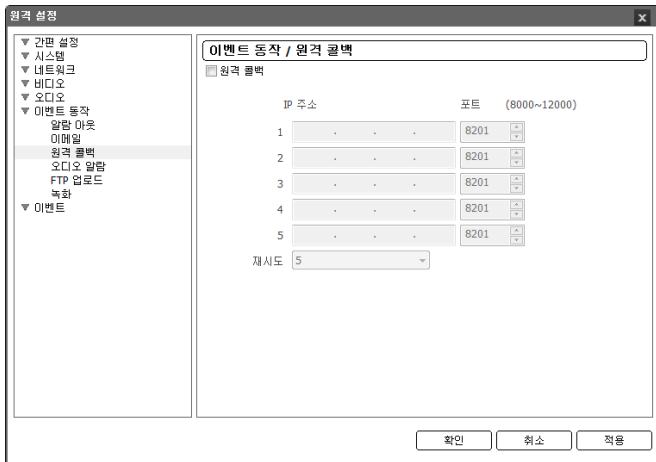 원격 설정
x
간편 설정
시스템
네트워크
비디오
오디오
이벤트 동작
알람 아웃
이메일
원격 콜백
오디오 알람
FTP 업로드
녹화
이벤트
이벤트 동작 / 원격 콜백
원격 콜백
IP 주소 포트 (8000~12000)
1 . . . 8201
2 . . . 8201
3 . . . 8201
4 . . . 8201
5 . . . 8201
재시도 5
확인 취소 적용